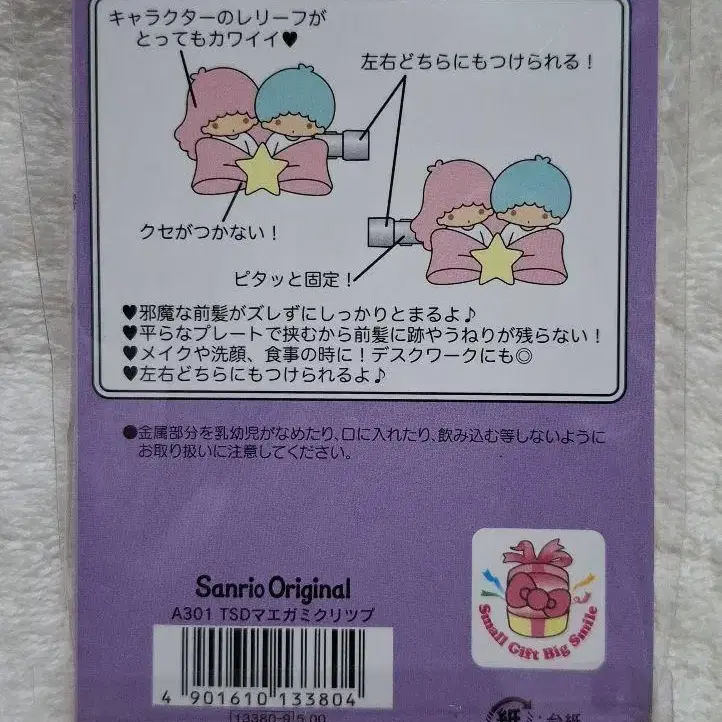 キャラクターのレリーフが
とってもカワイイ♥
左右どちらにもつけられる！
クセがつかない！
ピタッと固定！
♥邪魔な前髪がズレずにしっかりとまるよ♪
♥平らなプレートで挟むから前髪に跡やうねりが残らない！
♥メイクや洗顔、食事の時に！デスクワークにも◎
♥左右どちらにもつけられるよ♪
●金属部分を乳幼児がなめたり、口に入れたり、飲み込む等しないように
お取り扱いに注意してください。
Sanrio Original
A301 TSDマエガミクリツプ
4 901610 133804
[13380-9]5.00
Small Gift Big Smile
紙 台紙